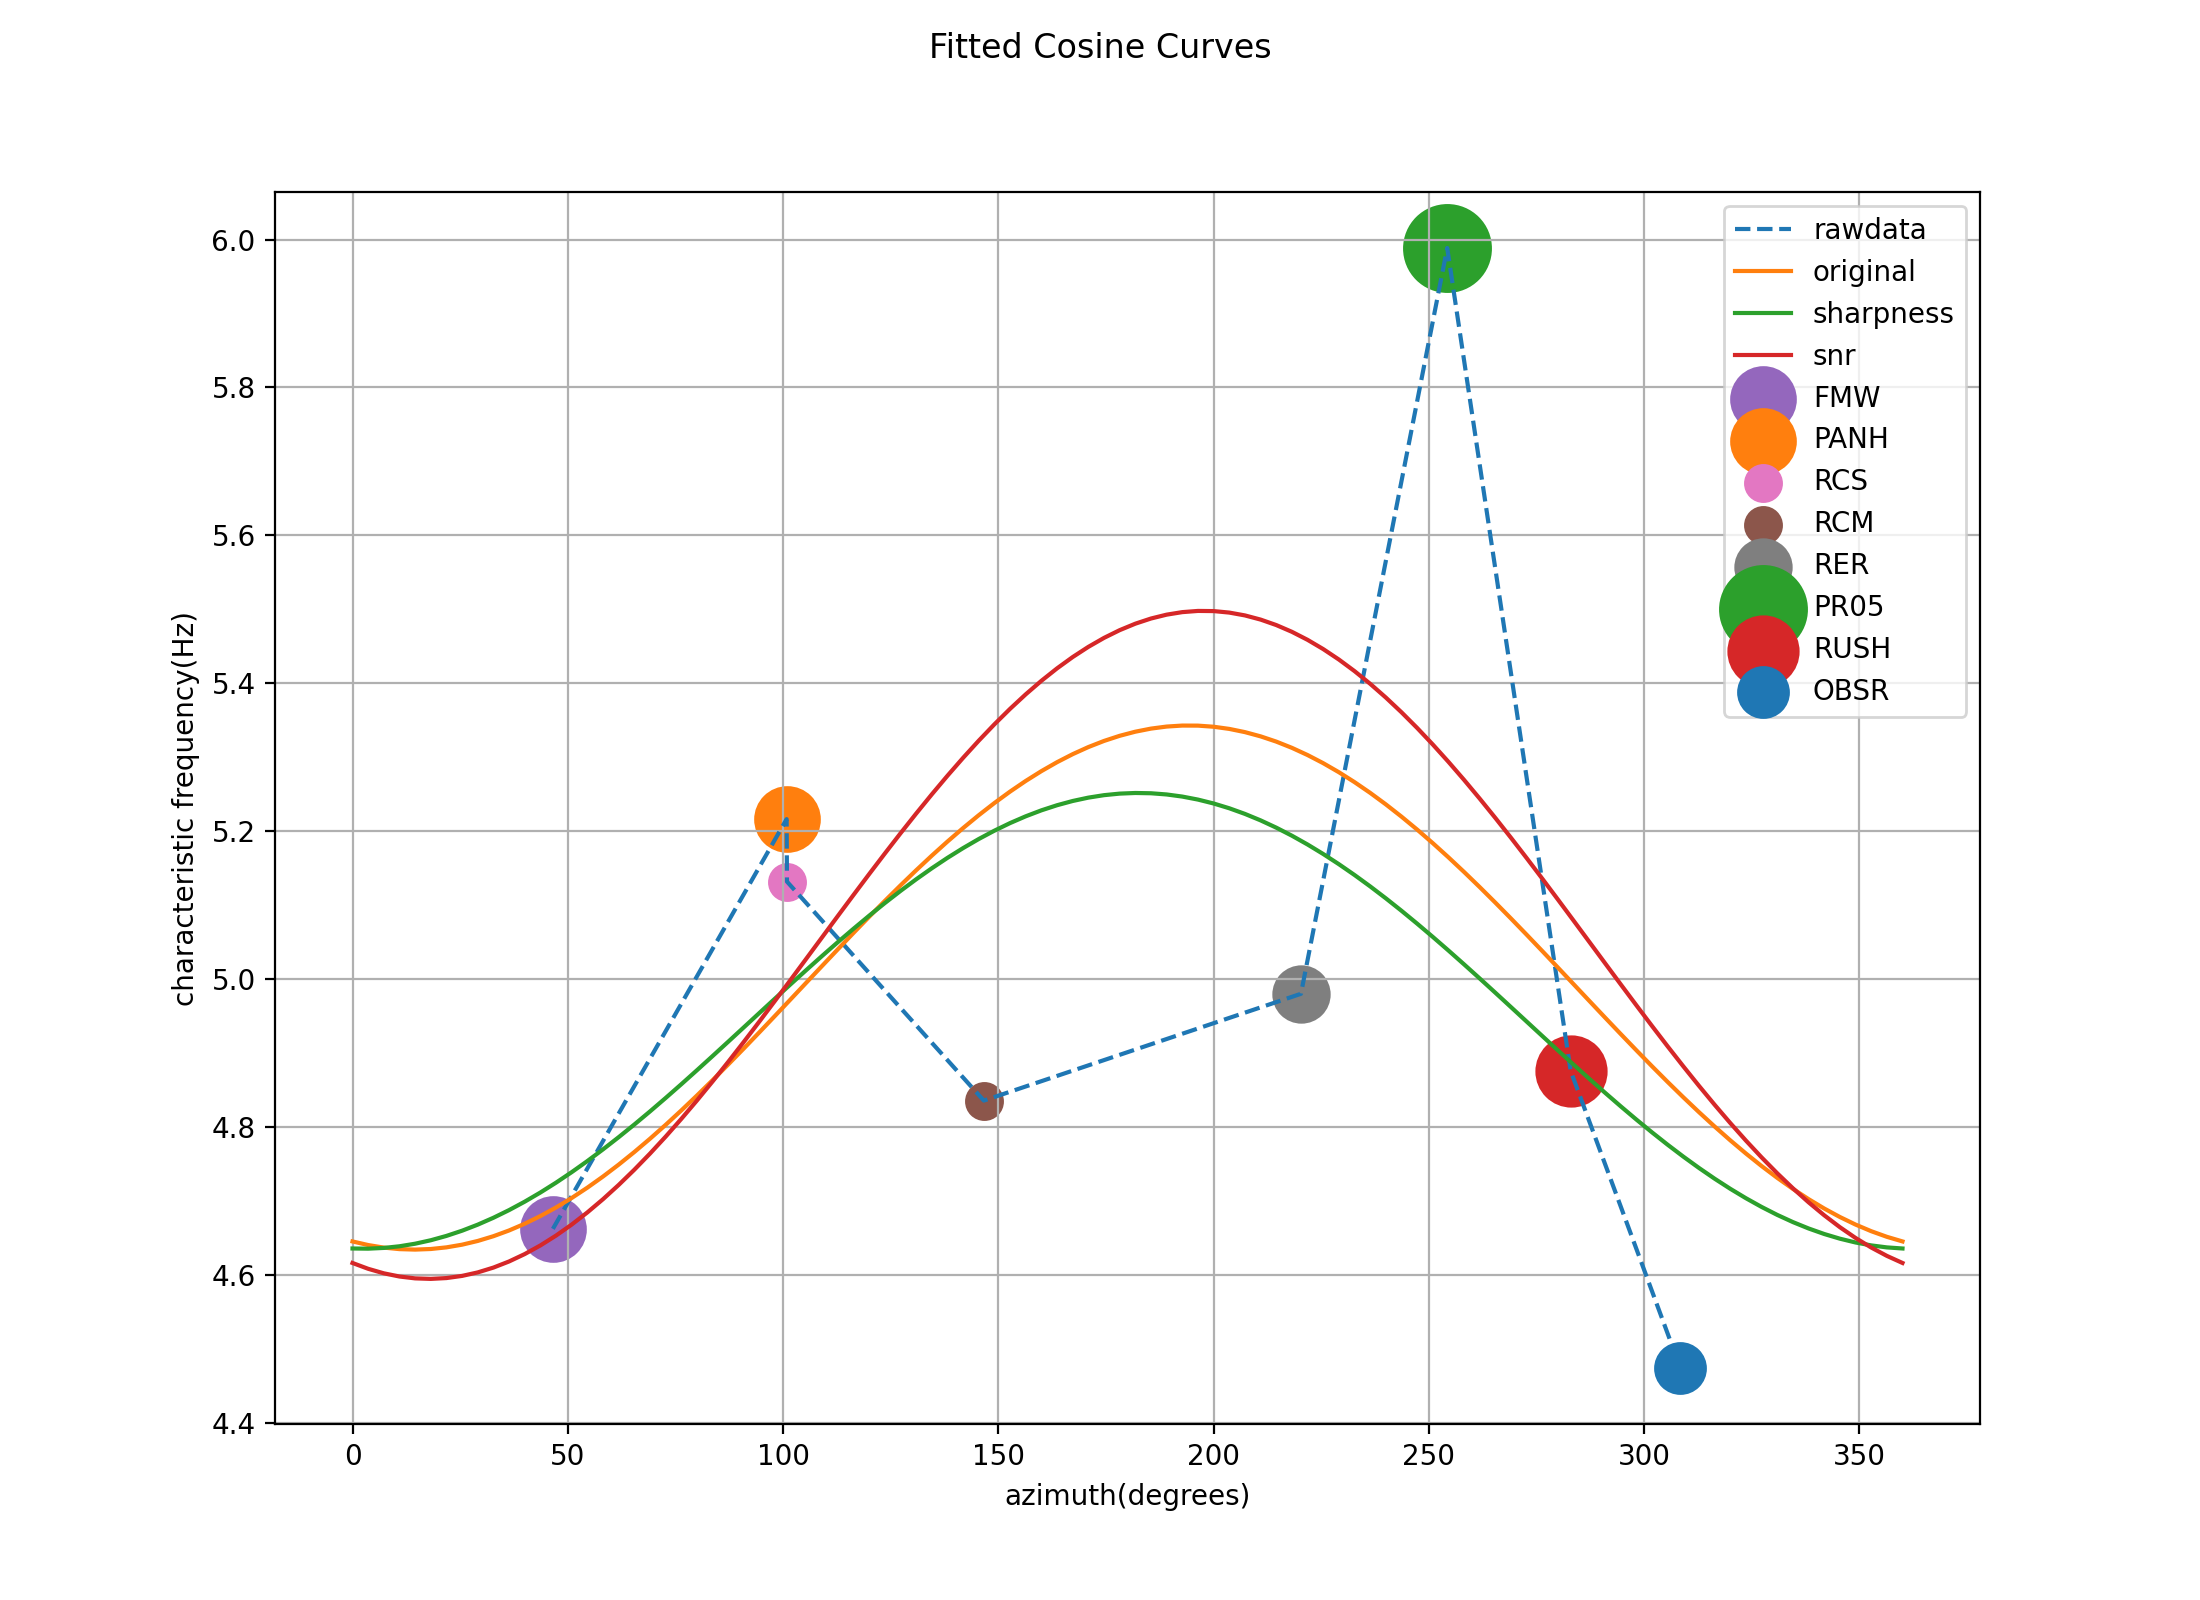 Fitted Cosine Curves
characteristic frequency(Hz)
6.0
5.8
5.6
5.4
5.2
5.0
4.8
4.6
4.4
rawdata
original
sharpness
snr
FMW
PANH
RCS
RCM
RER
PR05
RUSH
OBSR
0 50 100 150 200 250 300 350
azimuth(degrees)